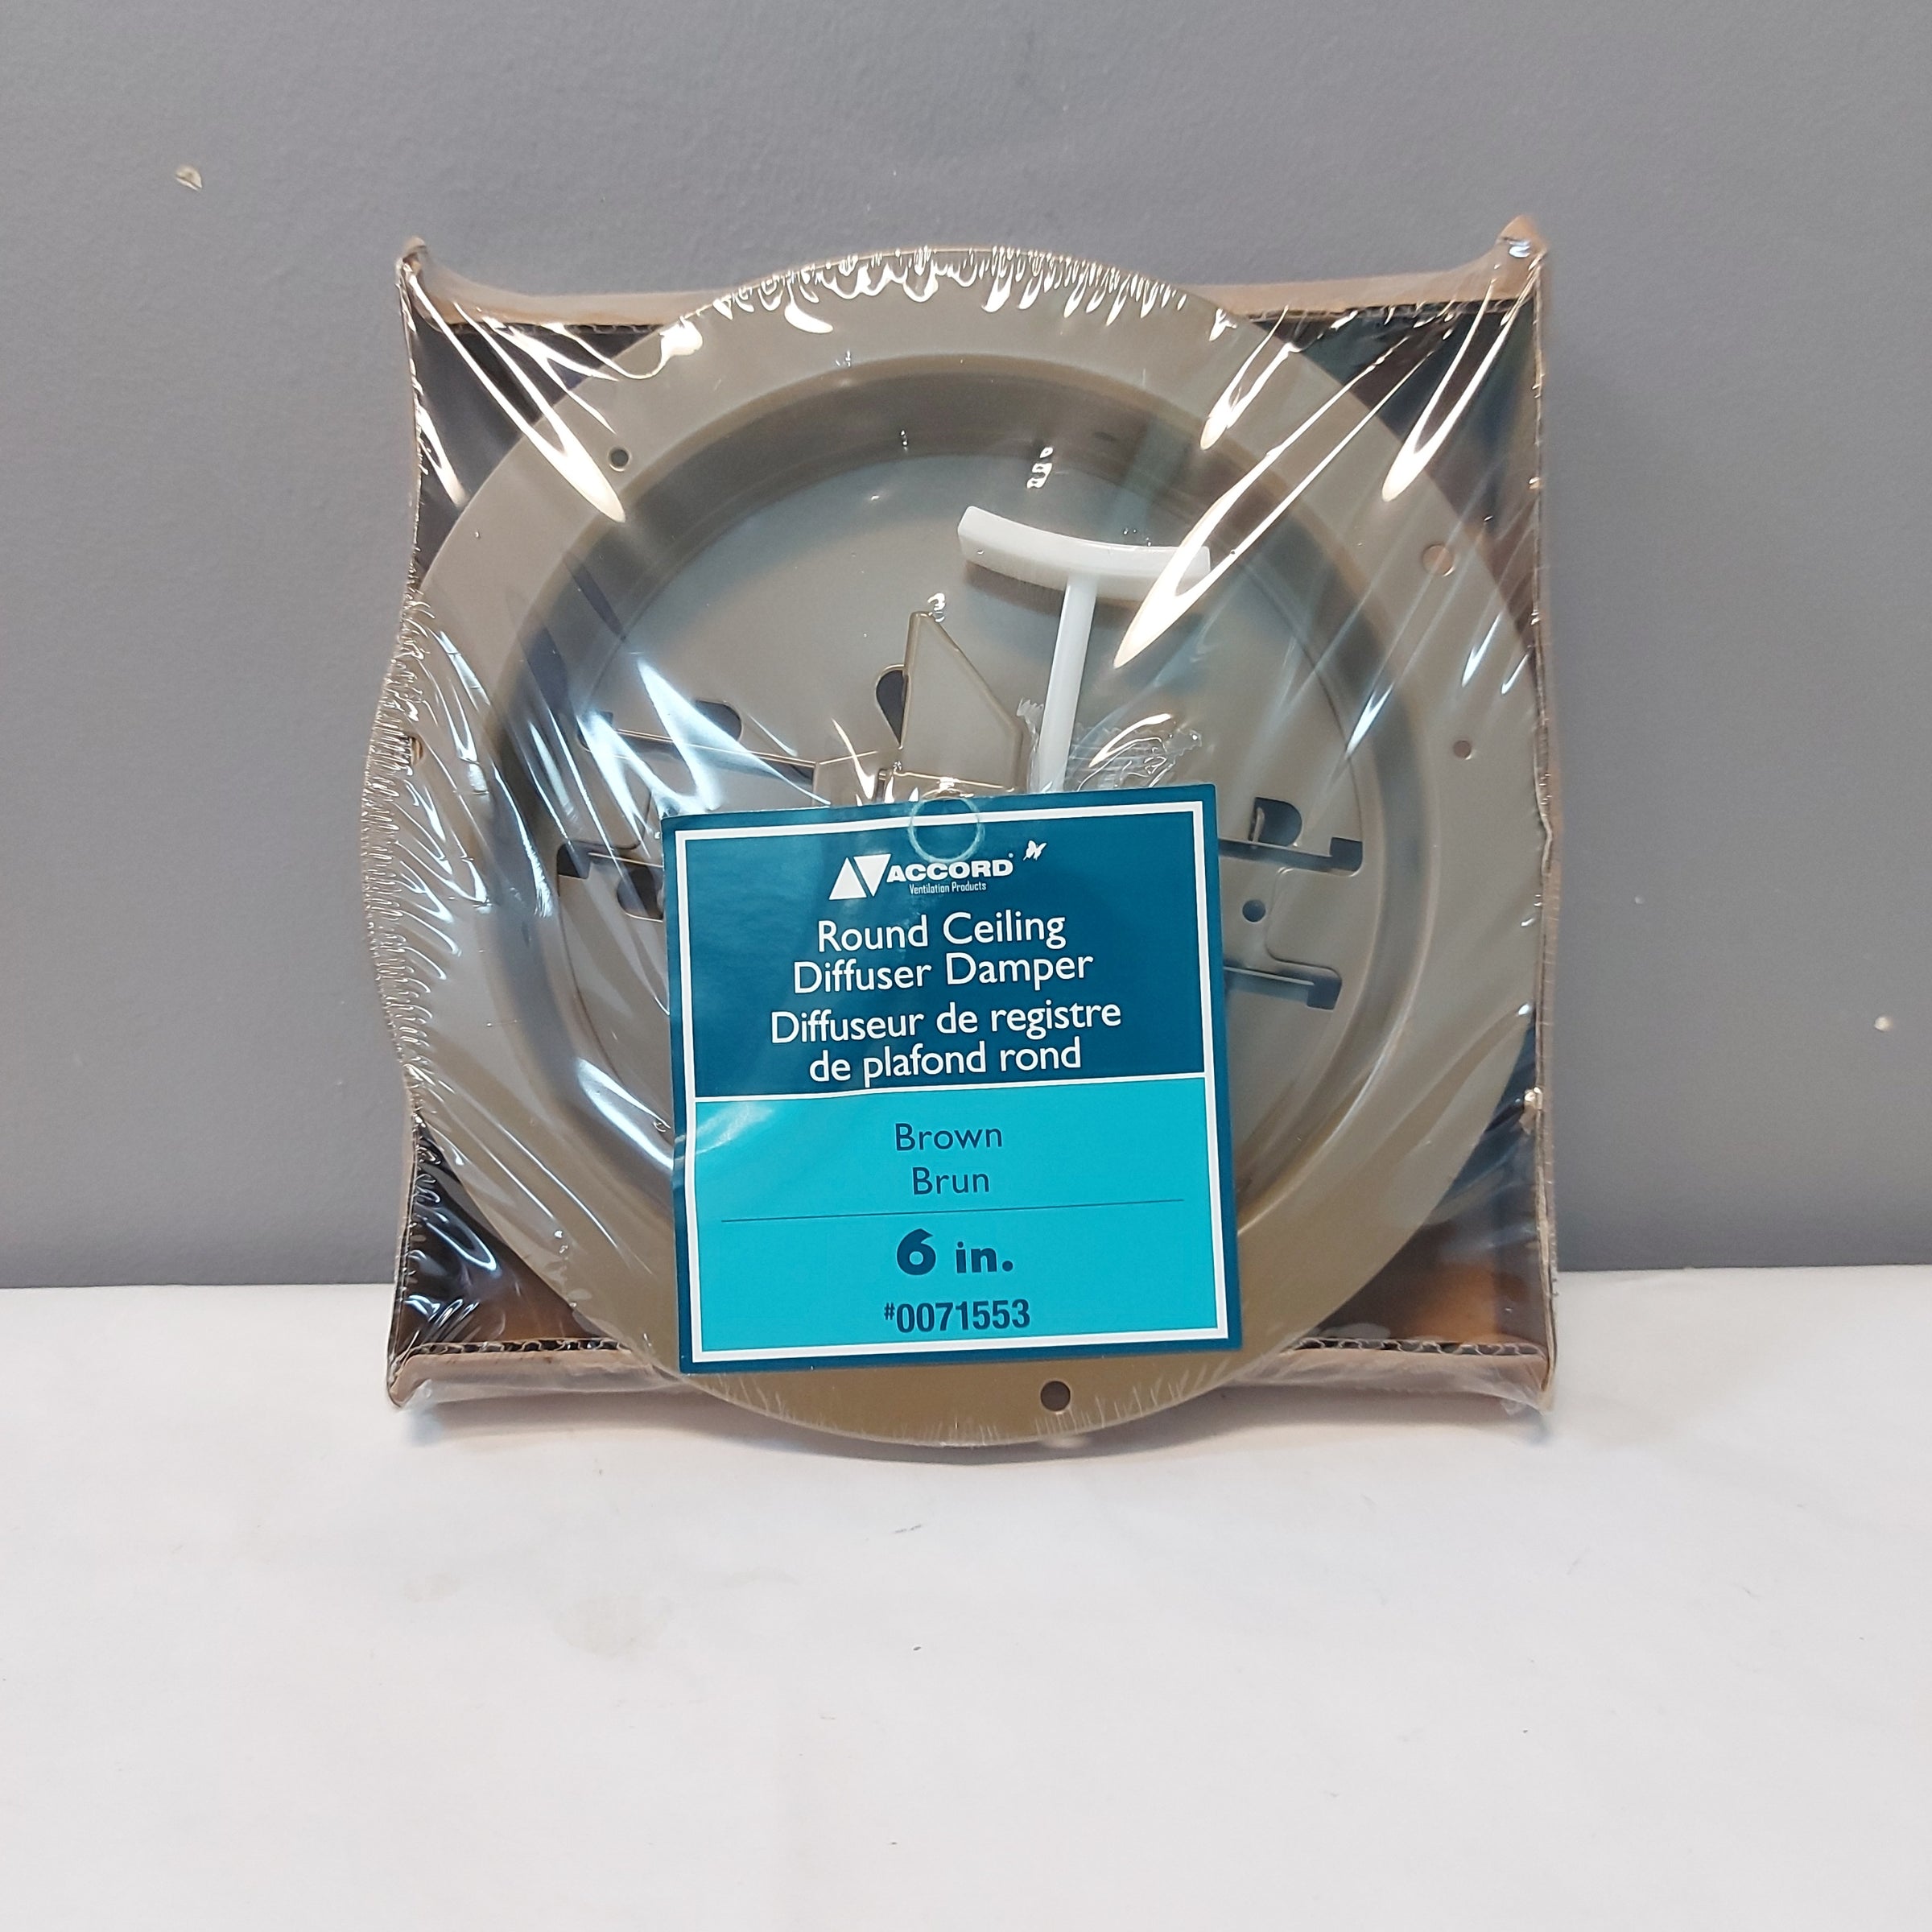 ACCORD®
Ventilation Products
Round Ceiling
Diffuser Damper
Diffuseur de registre
de plafond rond
Brown
Brun
6 in.
#0071553